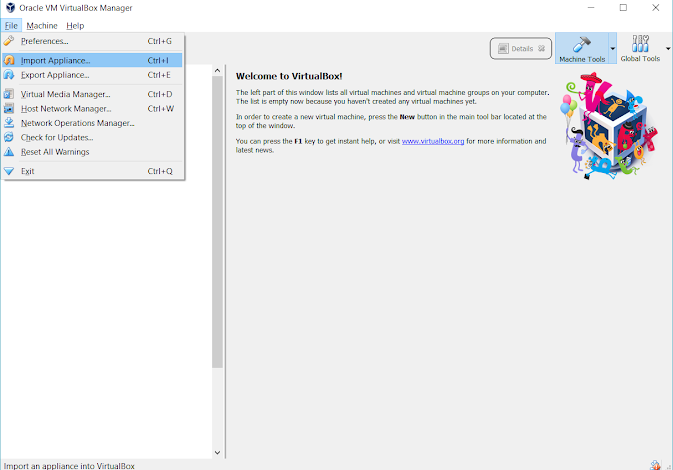 Oracle VM VirtualBox Manager
File Machine Help
Preferences... Ctrl+G
Import Appliance... Ctrl+I
Export Appliance... Ctrl+E
Virtual Media Manager... Ctrl+D
Host Network Manager... Ctrl+W
Network Operations Manager...
Check for Updates...
Reset All Warnings
Exit Ctrl+Q
Details
Machine Tools
Global Tools
Welcome to VirtualBox!
The left part of this window lists all virtual machines and virtual machine groups on your computer.
The list is empty now because you haven't created any virtual machines yet.
In order to create a new virtual machine, press the New button in the main tool bar located at the
top of the window.
You can press the F1 key to get instant help, or visit www.virtualbox.org for more information and
latest news.
Import an appliance into VirtualBox